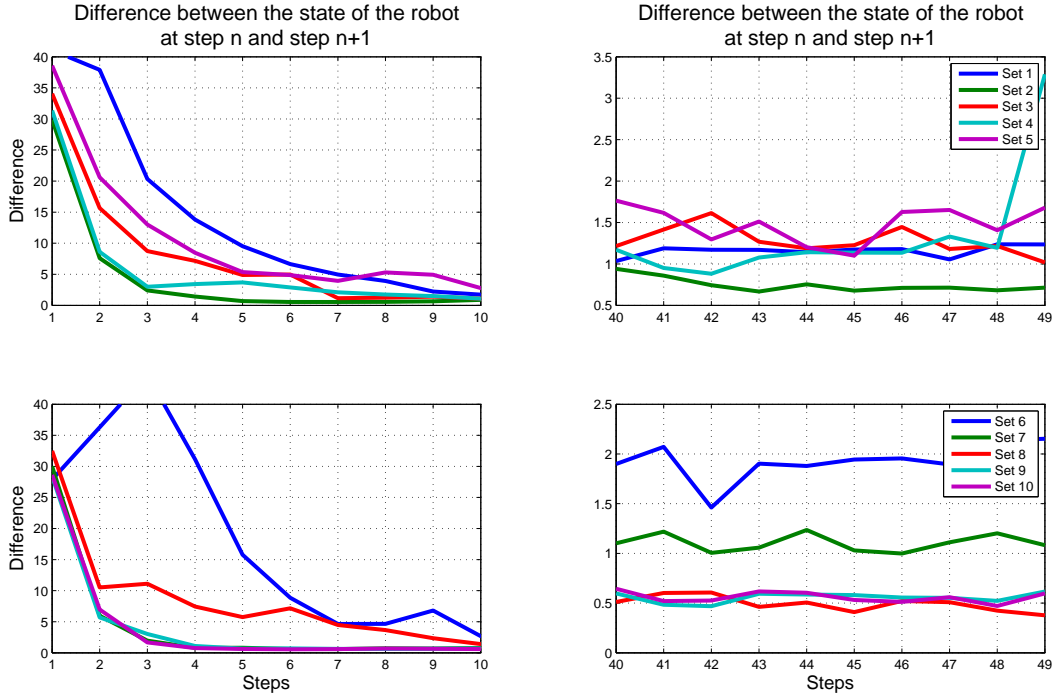 Difference between the state of the robot
at step n and step n+1
Difference between the state of the robot
at step n and step n+1
40
35
30
25
20
15
10
5
0
Difference
1 2 3 4 5 6 7 8 9 10
3.5
3
2.5
2
1.5
1
0.5
40 41 42 43 44 45 46 47 48 49
Set 1
Set 2
Set 3
Set 4
Set 5
40
35
30
25
20
15
10
5
0
Difference
1 2 3 4 5 6 7 8 9 10
Steps
2.5
2
1.5
1
0.5
0
40 41 42 43 44 45 46 47 48 49
Steps
Set 6
Set 7
Set 8
Set 9
Set 10